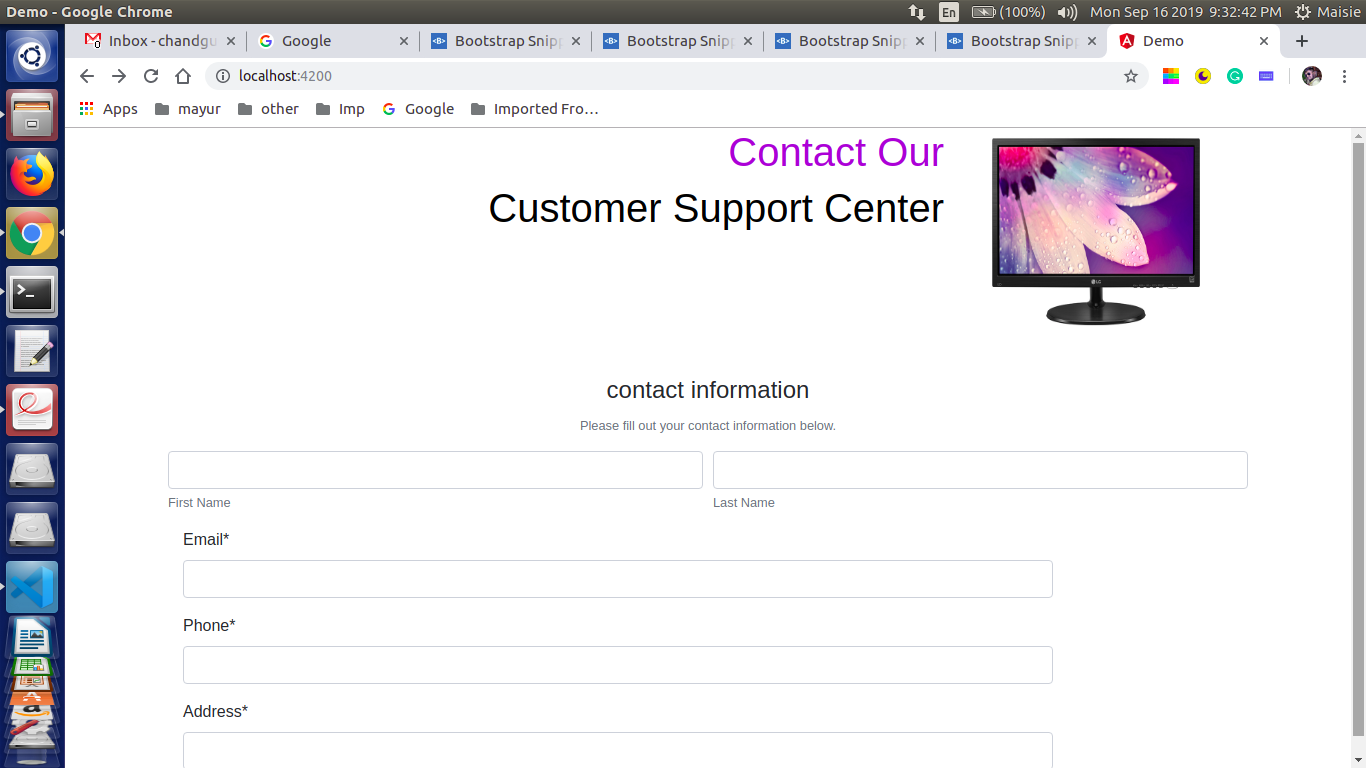 Demo - Google Chrome
En
(100%)
Mon Sep 16 2019 9:32:42 PM
Maisie
Inbox - chandgu
Google
Bootstrap Snipp
Bootstrap Snipp
Bootstrap Snipp
Bootstrap Snipp
Demo
localhost:4200
Apps
mayur
other
Imp
Google
Imported Fro…
Contact Our
Customer Support Center
LG
contact information
Please fill out your contact information below.
First Name
Last Name
Email*
Phone*
Address*